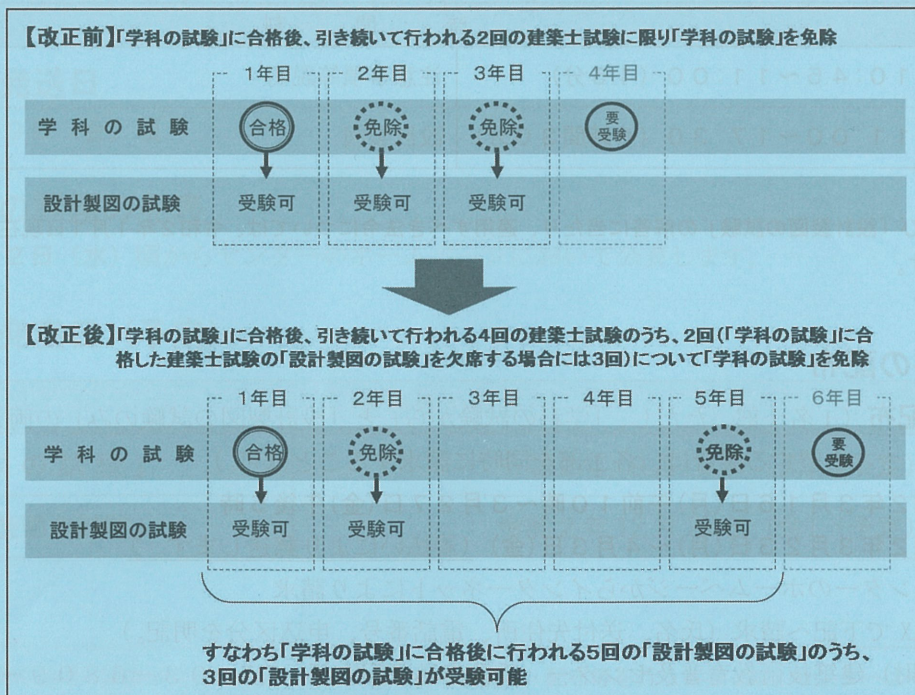 【改正前】「学科の試験」に合格後、引き続いて行われる2回の建築士試験に限り「学科の試験」を免除
1年目 2年目 3年目 4年目
学科の試験 合格 免除 免除 要受験
設計製図の試験 受験可 受験可 受験可
【改正後】「学科の試験」に合格後、引き続いて行われる4回の建築士試験のうち、2回(「学科の試験」に合
格した建築士試験の「設計製図の試験」を欠席する場合には3回)について「学科の試験」を免除
1年目 2年目 3年目 4年目 5年目 6年目
学科の試験 合格 免除 免除 要受験
設計製図の試験 受験可 受験可 受験可
すなわち「学科の試験」に合格後に行われる5回の「設計製図の試験」のうち、
3回の「設計製図の試験」が受験可能